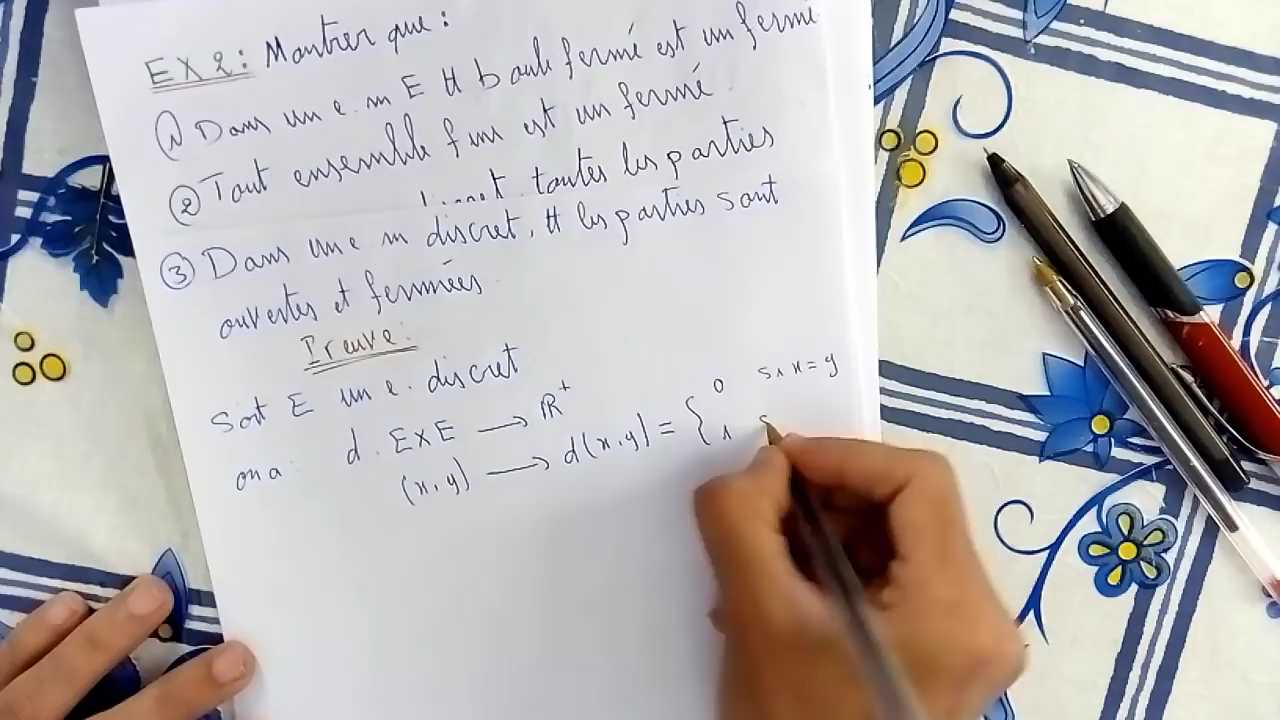 EX2: Montrer que:
① Dans un e.m E tt boule fermé est un fermé
② Tout ensemble fini est un fermé.
toutes les parties
③ Dans un e.m discret, tt les parties sont
ouvertes et fermées.
Preuve:
Soit E un e. discret
on a: d. E×E → ℝ⁺
(x,y) → d(x,y) = { 0 si x=y
1 s